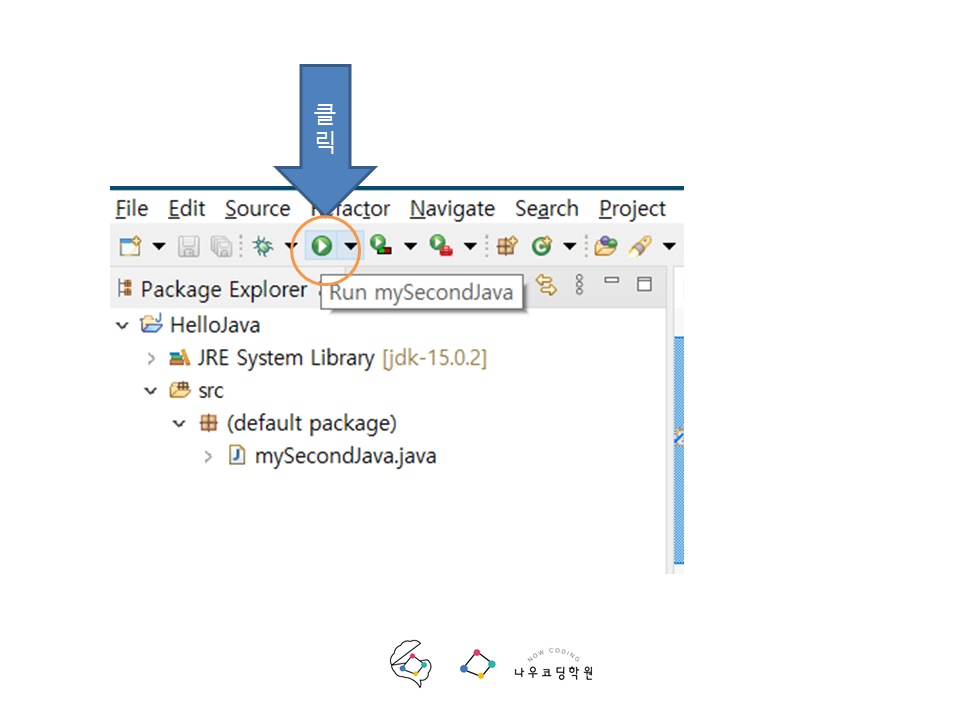 클
릭
File Edit Source Refactor Navigate Search Project
Package Explorer
Run mySecondJava
HelloJava
JRE System Library [jdk-15.0.2]
src
(default package)
mySecondJava.java
NOW CODING
나우코딩학원